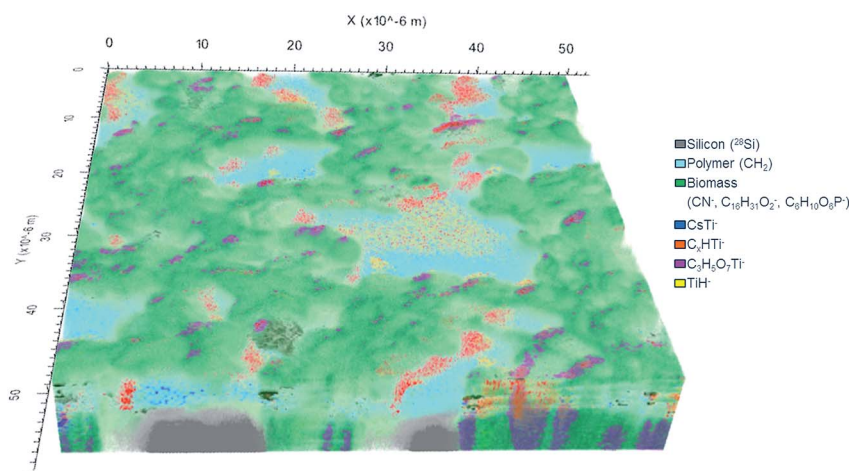 X (x10^-6 m)
0 10 20 30 40 50
0
10
20
30
40
50
Y (x10^-6 m)
Silicon (²⁸Si)
Polymer (CH₂)
Biomass
(CN⁻, C₁₆H₃₁O₂⁻, C₈H₁₀O₈P⁻)
CsTi⁻
CₓHTi⁻
C₃H₅O₇Ti⁻
TiH⁻